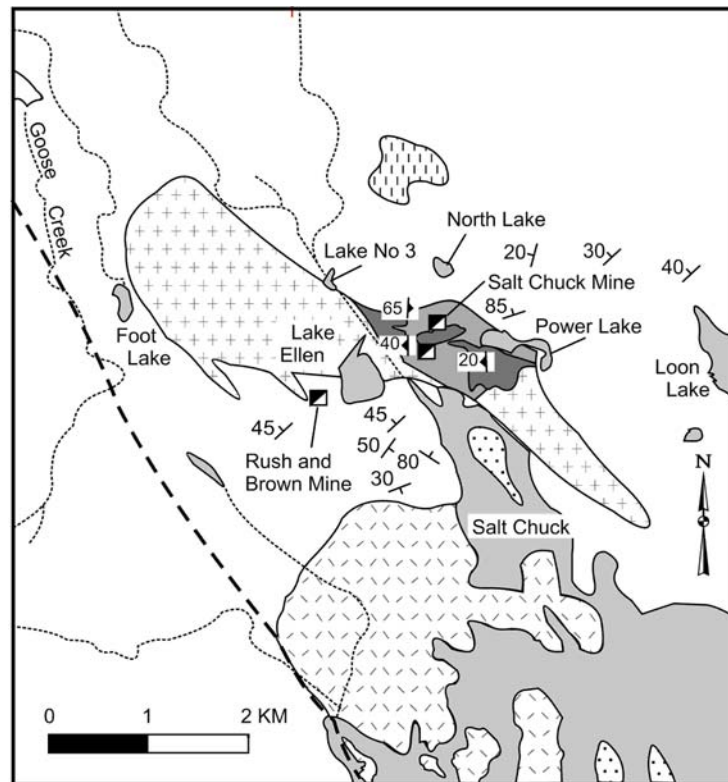 Goose
Creek
North Lake
Lake No 3
20
30
40
Salt Chuck Mine
65
85
Foot
Lake
Lake
Ellen
40
20
Power Lake
Loon
Lake
45
45
50
80
30
Rush and
Brown Mine
N
Salt Chuck
0 1 2 KM